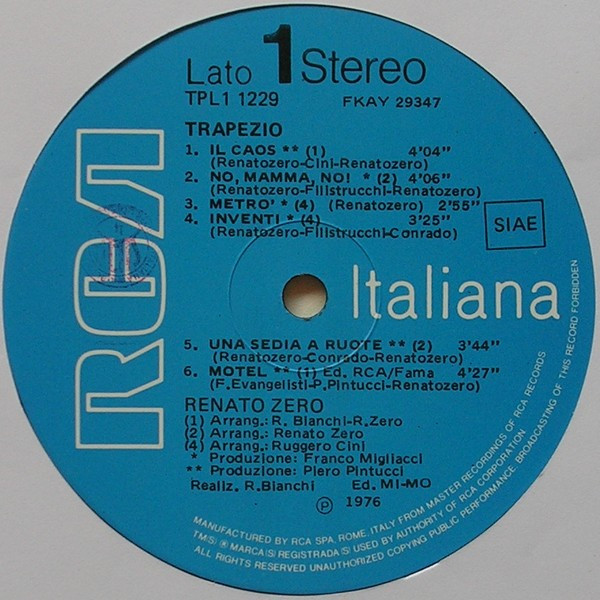 Lato 1 Stereo
TPL1 1229 FKAY 29347
TRAPEZIO
1. IL CAOS ** (1) 4'04"
(Renatozero-Cini-Renatozero)
2. NO, MAMMA, NO! * (2) 4'06"
(Renatozero-Filistrucchi-Renatozero)
3. METRO' * (4) (Renatozero) 2'55"
4. INVENTI * (4) 3'25"
(Renatozero-Filistrucchi-Conrado)
SIAE
RCA
Italiana
5. UNA SEDIA A RUOTE ** (2) 3'44"
(Renatozero-Conrado-Renatozero)
6. MOTEL ** (1) Ed. RCA/Fama 4'27"
(F.Evangelisti-P.Pintucci-Renatozero)
RENATO ZERO
(1) Arrang.: R. Bianchi-R.Zero
(2) Arrang.: Renato Zero
(4) Arrang.: Ruggero Cini
* Produzione: Franco Migliacci
** Produzione: Piero Pintucci
Realiz. R.Bianchi Ed. MI-MO
Ⓟ 1976
MANUFACTURED BY RCA SPA, ROME, ITALY FROM MASTER RECORDINGS OF RCA RECORDS
TM(S) ® MARCA(S) REGISTRADA(S) USED BY AUTHORITY OF RCA CORPORATION
ALL RIGHTS RESERVED UNAUTHORIZED COPYING PUBLIC PERFORMANCE. BROADCASTING OF THIS RECORD FORBIDDEN